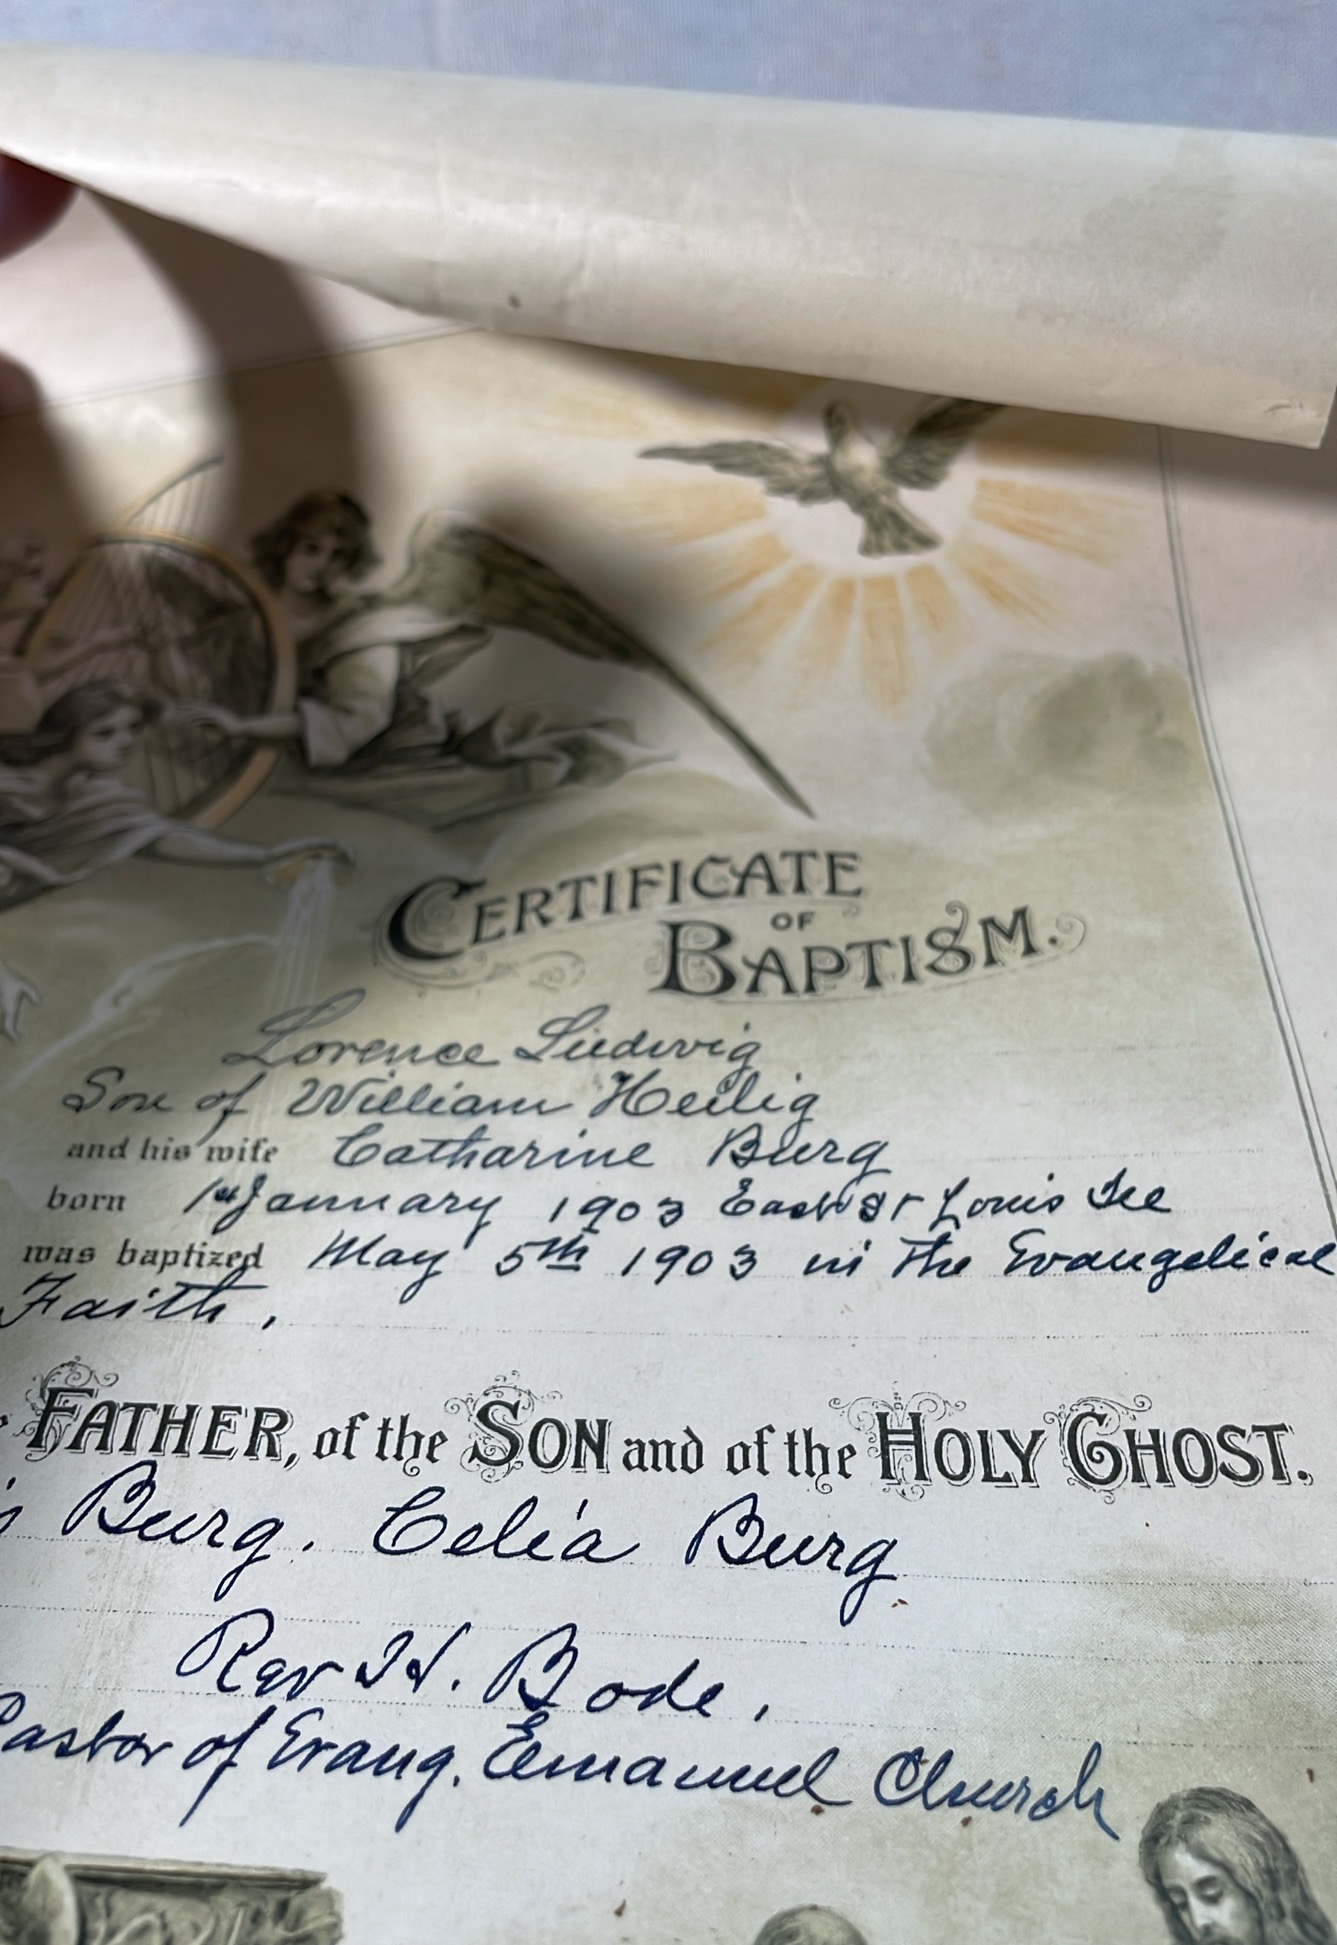 CERTIFICATE
OF
BAPTISM.
Lorence Ludwig
Son of William Heilig
and his wife Catharine Burg
born 1st January 1903 East St Louis Ill
was baptized May 5th 1903 in the Evangelical
Faith,
FATHER, of the SON and of the HOLY GHOST.
Burg. Celia Burg
Rev H. Bode,
Pastor of Evang. Emanuel Church